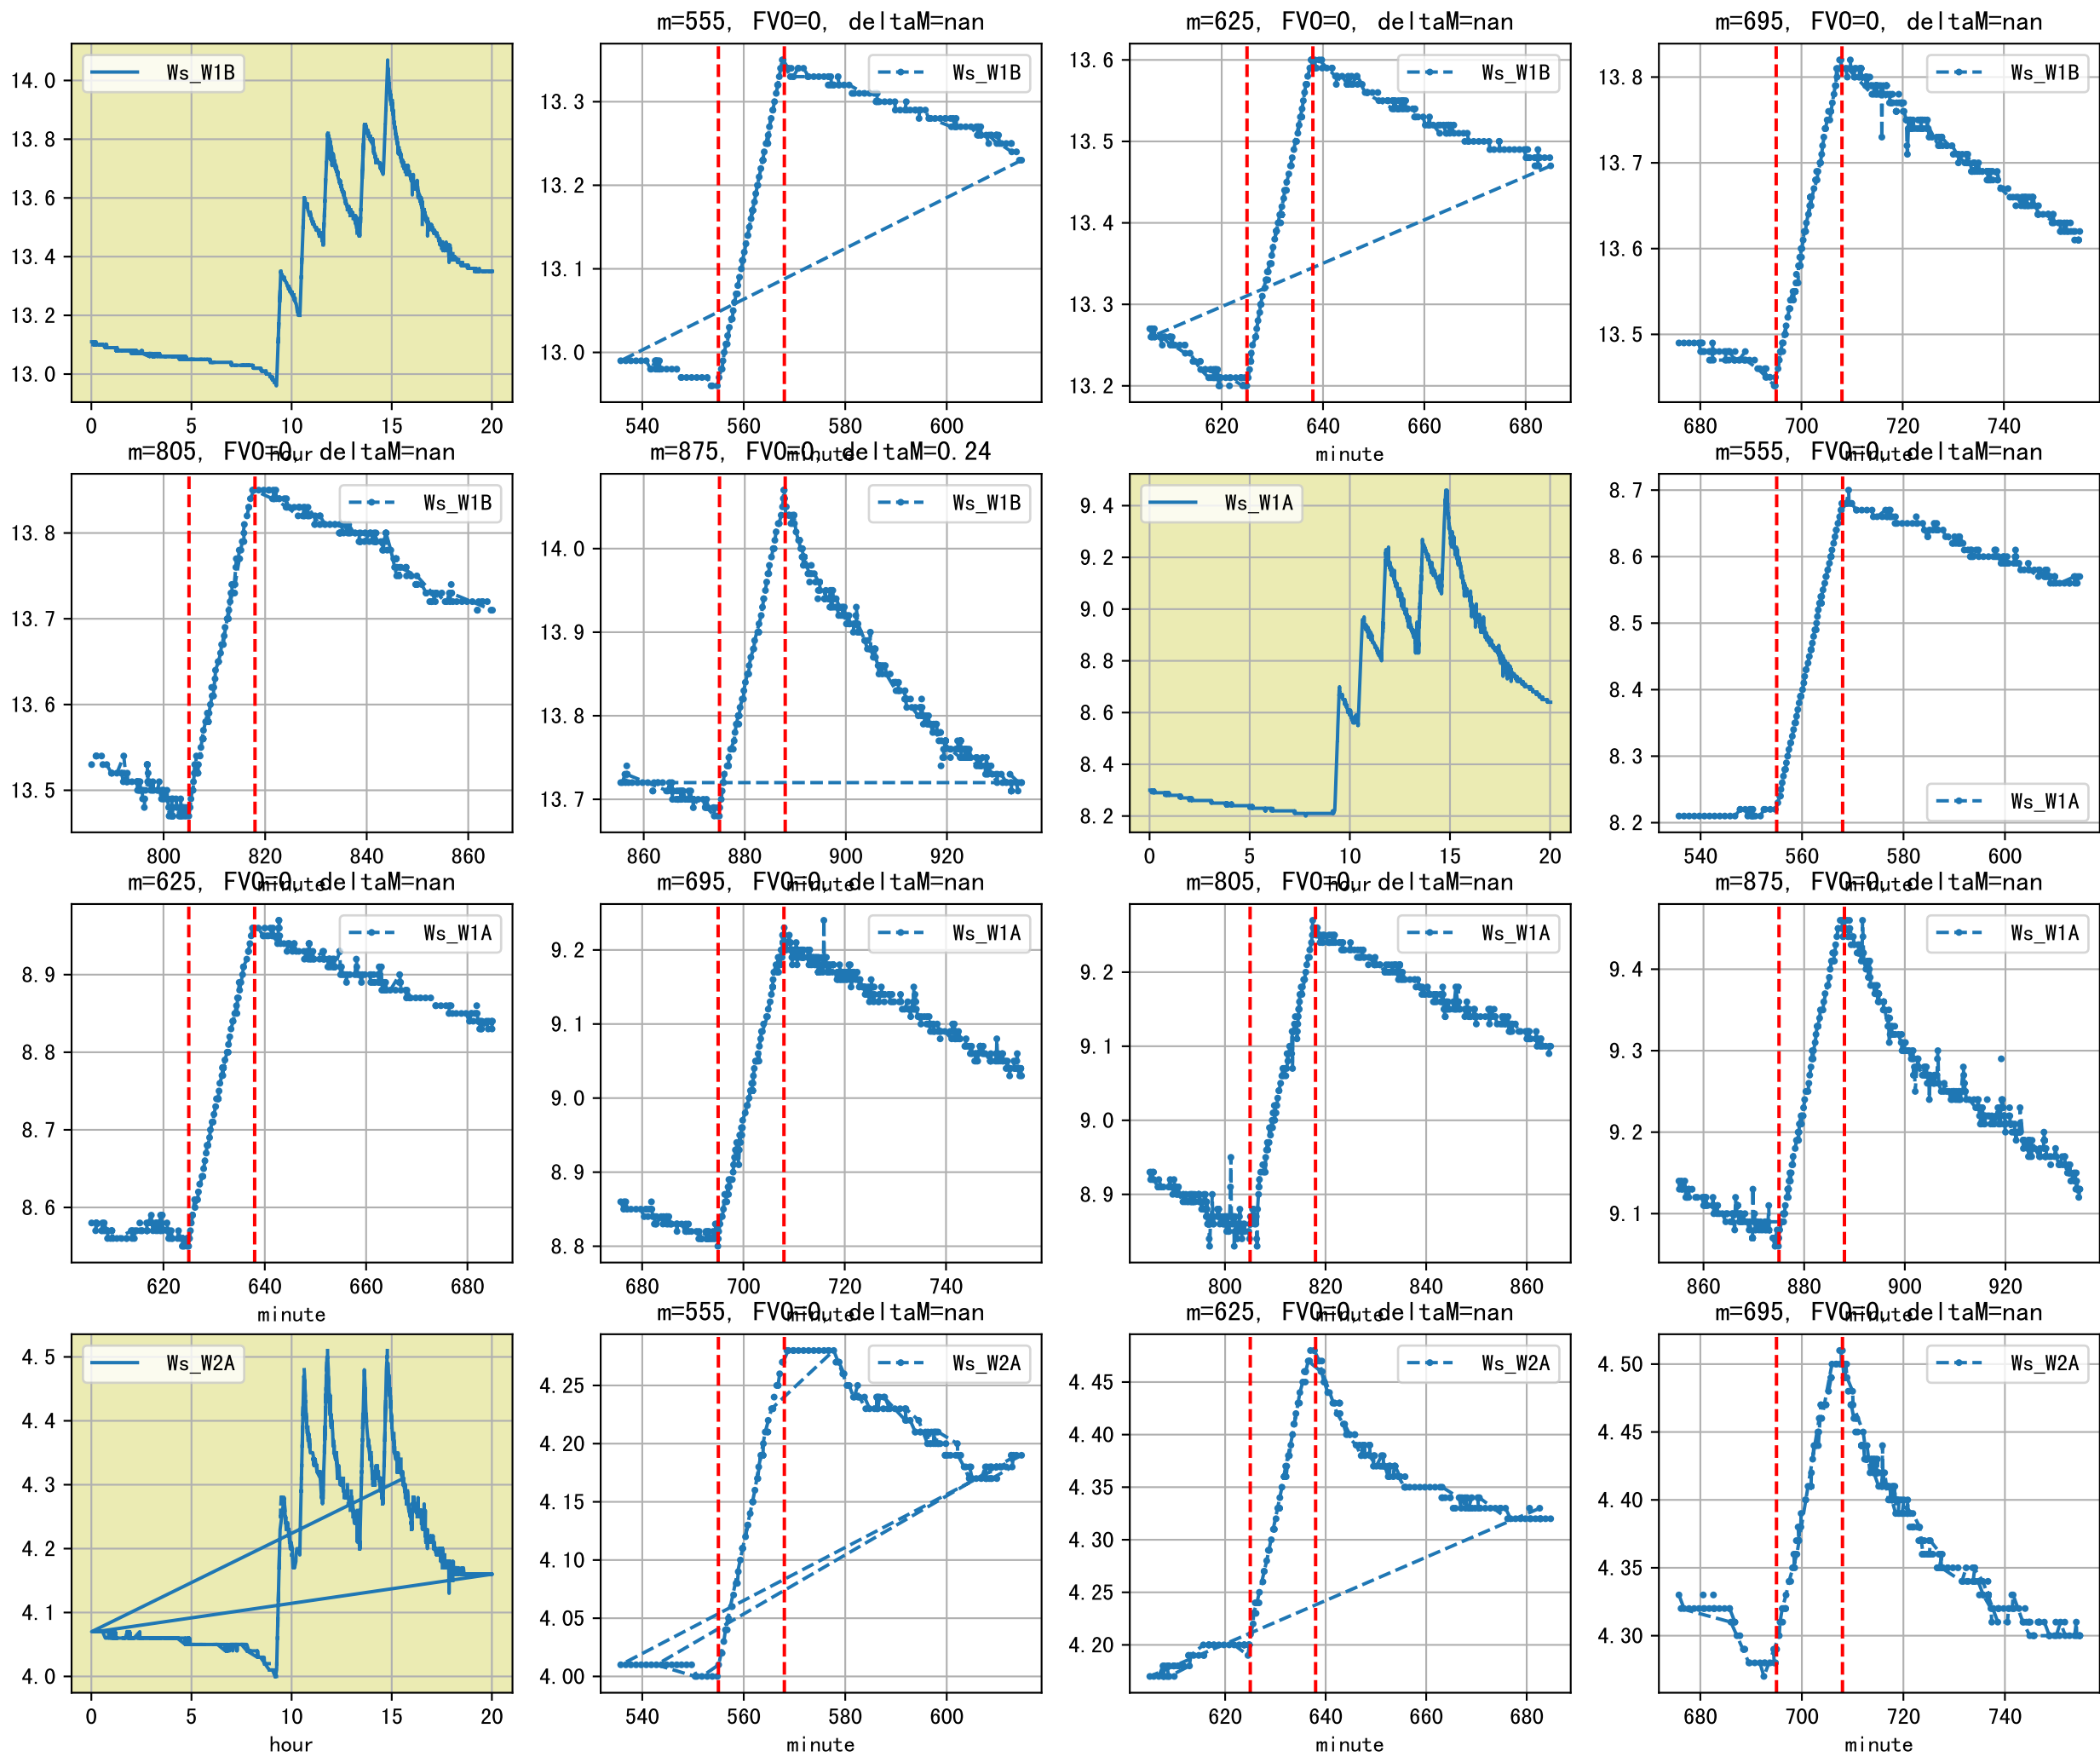 m=555, FVO=0, deltaM=nan
m=625, FVO=0, deltaM=nan
m=695, FVO=0, deltaM=nan
Ws_W1B
Ws_W1B
Ws_W1B
Ws_W1B
14.0
13.8
13.6
13.4
13.2
13.0
13.3
13.2
13.1
13.0
13.6
13.5
13.4
13.3
13.2
13.8
13.7
13.6
13.5
0 5 10 15 20
540 560 580 600
620 640 660 680
680 700 720 740
hour
minute
minute
minute
m=805, FVO=0, deltaM=nan
m=875, FVO=0, deltaM=0.24
m=555, FVO=0, deltaM=nan
Ws_W1B
Ws_W1B
Ws_W1A
Ws_W1A
13.8
13.7
13.6
13.5
14.0
13.9
13.8
13.7
9.4
9.2
9.0
8.8
8.6
8.4
8.2
8.7
8.6
8.5
8.4
8.3
8.2
800 820 840 860
860 880 900 920
0 5 10 15 20
540 560 580 600
minute
minute
hour
minute
m=625, FVO=0, deltaM=nan
m=695, FVO=0, deltaM=nan
m=805, FVO=0, deltaM=nan
m=875, FVO=0, deltaM=nan
Ws_W1A
Ws_W1A
Ws_W1A
Ws_W1A
8.9
8.8
8.7
8.6
9.2
9.1
9.0
8.9
8.8
9.2
9.1
9.0
8.9
9.4
9.3
9.2
9.1
620 640 660 680
680 700 720 740
800 820 840 860
860 880 900 920
minute
minute
minute
minute
m=555, FVO=0, deltaM=nan
m=625, FVO=0, deltaM=nan
m=695, FVO=0, deltaM=nan
Ws_W2A
Ws_W2A
Ws_W2A
Ws_W2A
4.5
4.4
4.3
4.2
4.1
4.0
4.25
4.20
4.15
4.10
4.05
4.00
4.45
4.40
4.35
4.30
4.25
4.20
4.50
4.45
4.40
4.35
4.30
0 5 10 15 20
540 560 580 600
620 640 660 680
680 700 720 740
hour
minute
minute
minute